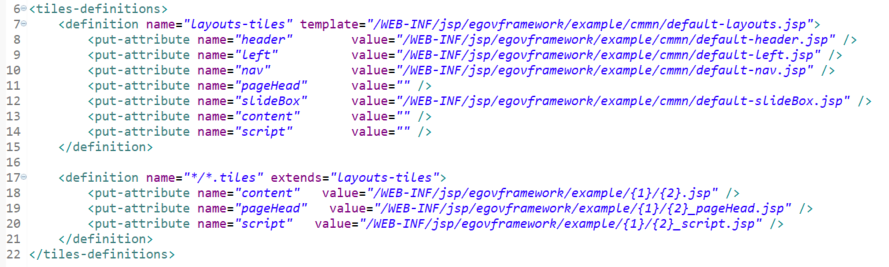 6 <tiles-definitions>
7 <definition name="layouts-tiles" template="/WEB-INF/jsp/egovframework/example/cmmn/default-layouts.jsp">
8 <put-attribute name="header" value="/WEB-INF/jsp/egovframework/example/cmmn/default-header.jsp" />
9 <put-attribute name="left" value="/WEB-INF/jsp/egovframework/example/cmmn/default-left.jsp" />
10 <put-attribute name="nav" value="/WEB-INF/jsp/egovframework/example/cmmn/default-nav.jsp" />
11 <put-attribute name="pageHead" value="" />
12 <put-attribute name="slideBox" value="/WEB-INF/jsp/egovframework/example/cmmn/default-slideBox.jsp" />
13 <put-attribute name="content" value="" />
14 <put-attribute name="script" value="" />
15 </definition>
16
17 <definition name="*/*.tiles" extends="layouts-tiles">
18 <put-attribute name="content" value="/WEB-INF/jsp/egovframework/example/{1}/{2}.jsp" />
19 <put-attribute name="pageHead" value="/WEB-INF/jsp/egovframework/example/{1}/{2}_pageHead.jsp" />
20 <put-attribute name="script" value="/WEB-INF/jsp/egovframework/example/{1}/{2}_script.jsp" />
21 </definition>
22 </tiles-definitions>